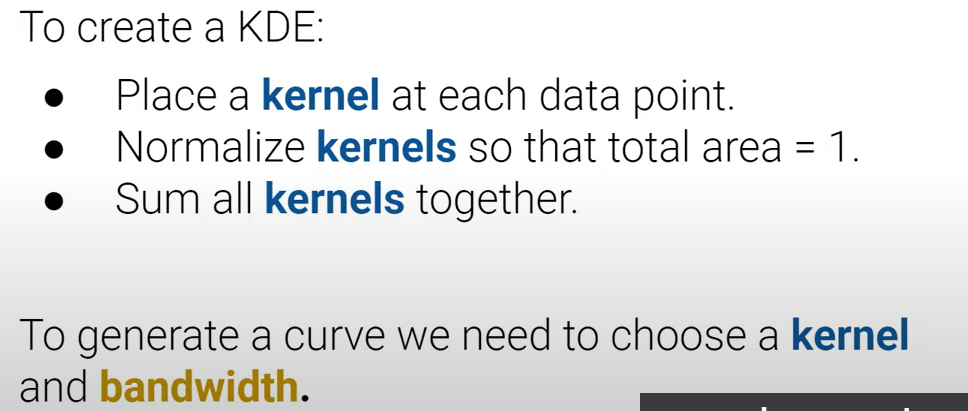 To create a KDE:
● Place a kernel at each data point.
● Normalize kernels so that total area = 1.
● Sum all kernels together.
To generate a curve we need to choose a kernel
and bandwidth.